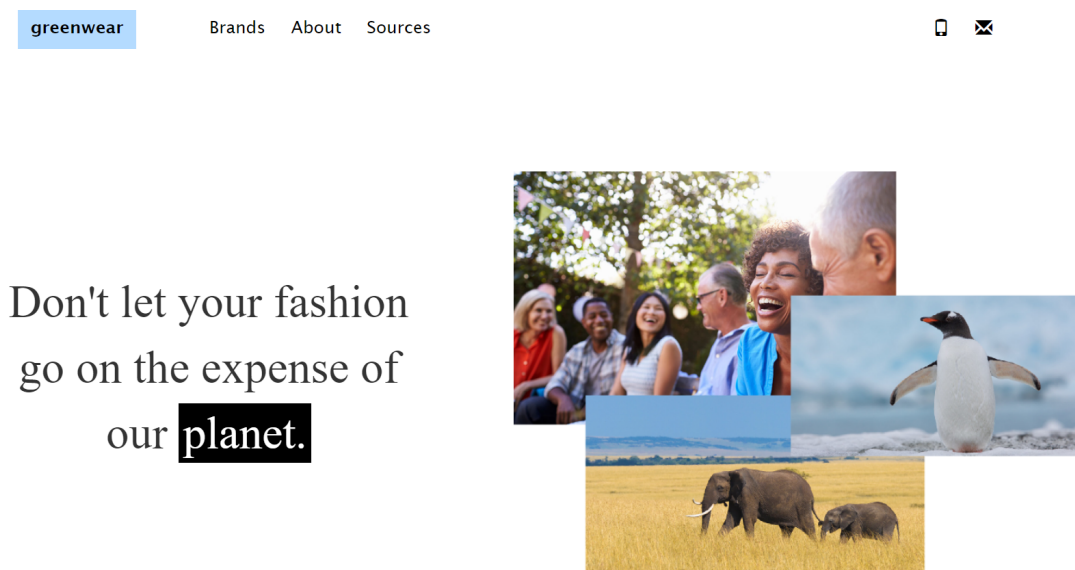 greenwear
Brands
About
Sources
Don't let your fashion
go on the expense of
our planet.